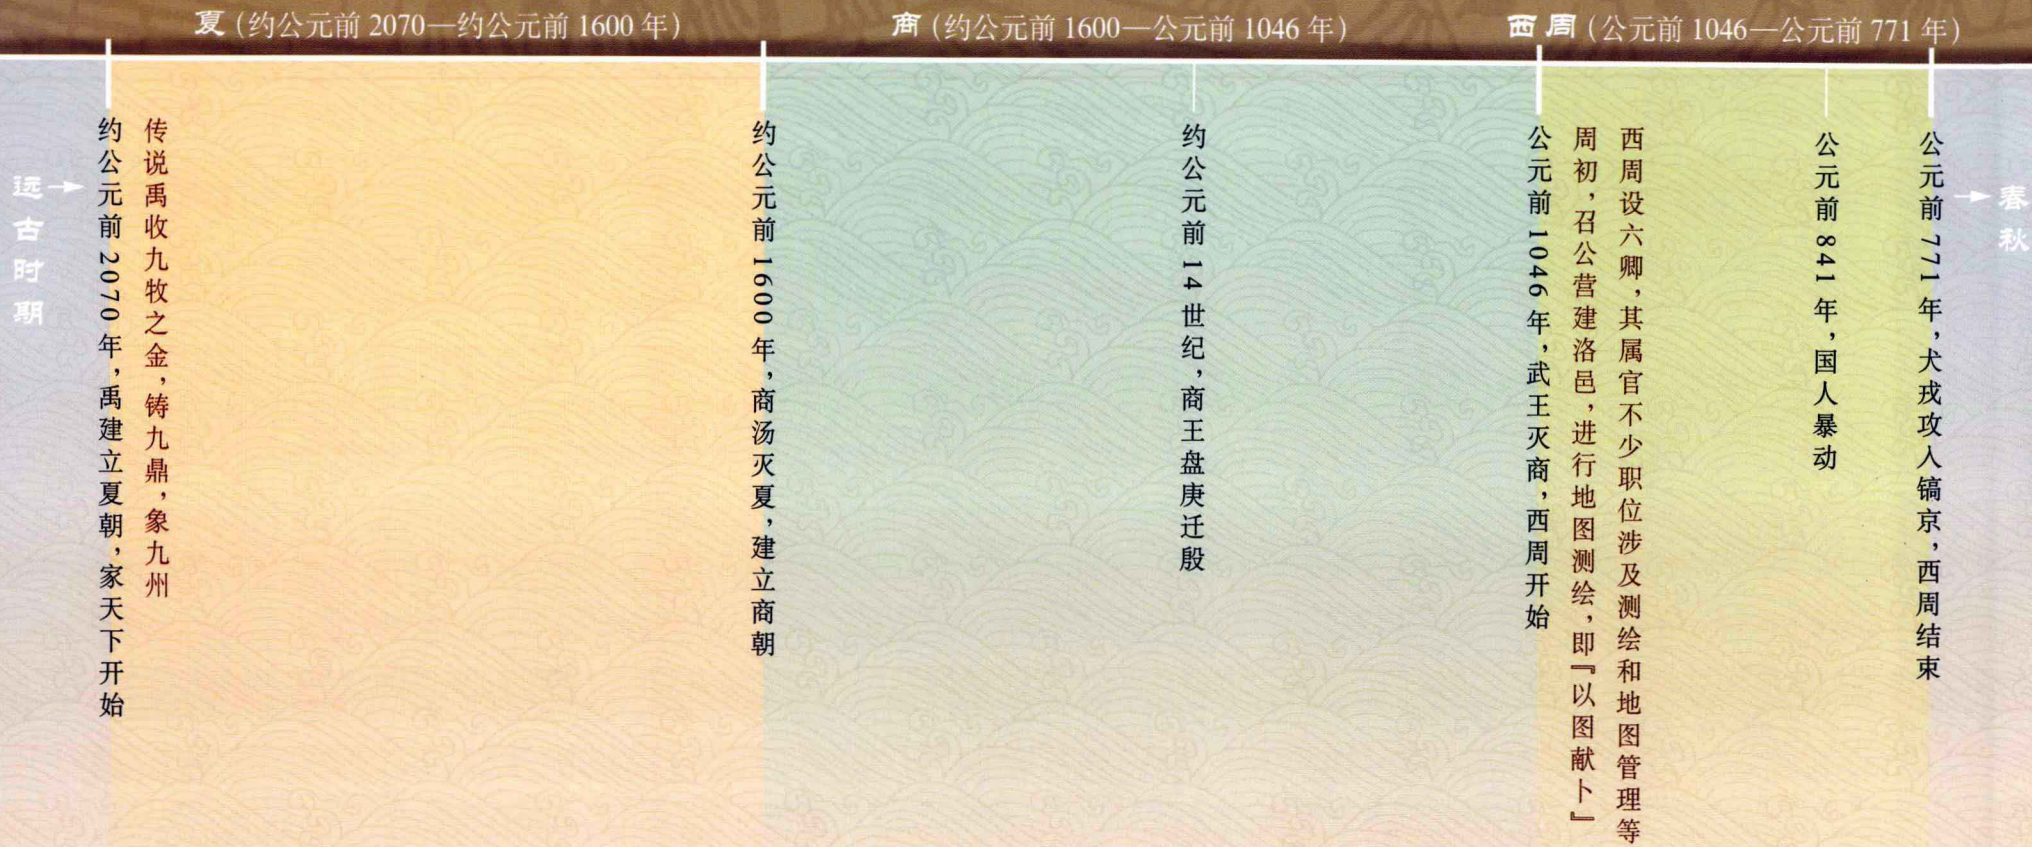 夏（约公元前 2070—约公元前 1600 年）
商（约公元前 1600—公元前 1046 年）
西周（公元前 1046—公元前 771 年）
远古时期
约公元前 2070 年，禹建立夏朝，家天下开始
传说禹收九牧之金，铸九鼎，象九州
约公元前 1600 年，商汤灭夏，建立商朝
约公元前 14 世纪，商王盘庚迁殷
公元前 1046 年，武王灭商，西周开始
周初，召公营建洛邑，进行地图测绘，即『以图献卜』
西周设六卿，其属官不少职位涉及测绘和地图管理等
公元前 841 年，国人暴动
公元前 771 年，犬戎攻入镐京，西周结束
春秋